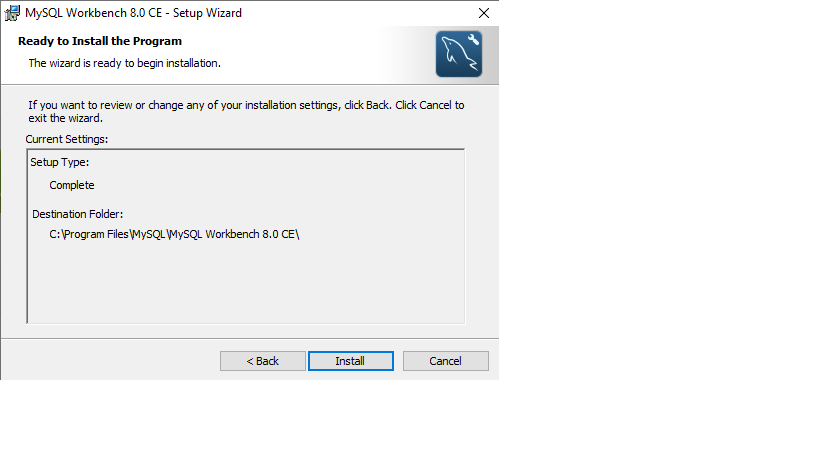 MySQL Workbench 8.0 CE - Setup Wizard
Ready to Install the Program
The wizard is ready to begin installation.
If you want to review or change any of your installation settings, click Back. Click Cancel to
exit the wizard.
Current Settings:
Setup Type:
Complete
Destination Folder:
C:\Program Files\MySQL\MySQL Workbench 8.0 CE\
< Back
Install
Cancel